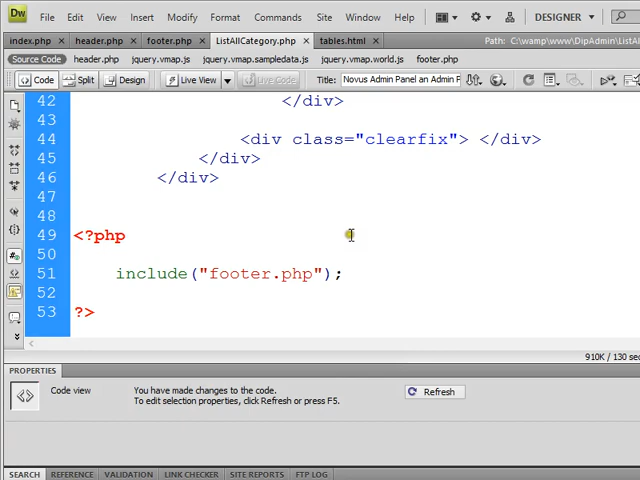 Dw File Edit View Insert Modify Format Commands Site Window Help DESIGNER
index.php × header.php × footer.php × ListAllCategory.php × tables.html × Path: C:\wamp\www\DipAdmin\ListAllCateg
Source Code header.php jquery.vmap.js jquery.vmap.sampledata.js jquery.vmap.world.js footer.php
Code Split Design Live View Live Code Title: Novus Admin Panel an Admin P
42 </div>
43
44 <div class="clearfix"> </div>
45 </div>
46 </div>
47
48
49 <?php
50
51 include("footer.php");
52
53 ?>
910K / 130 sec
PROPERTIES
Code view You have made changes to the code. Refresh
To edit selection properties, click Refresh or press F5.
SEARCH REFERENCE VALIDATION LINK CHECKER SITE REPORTS FTP LOG